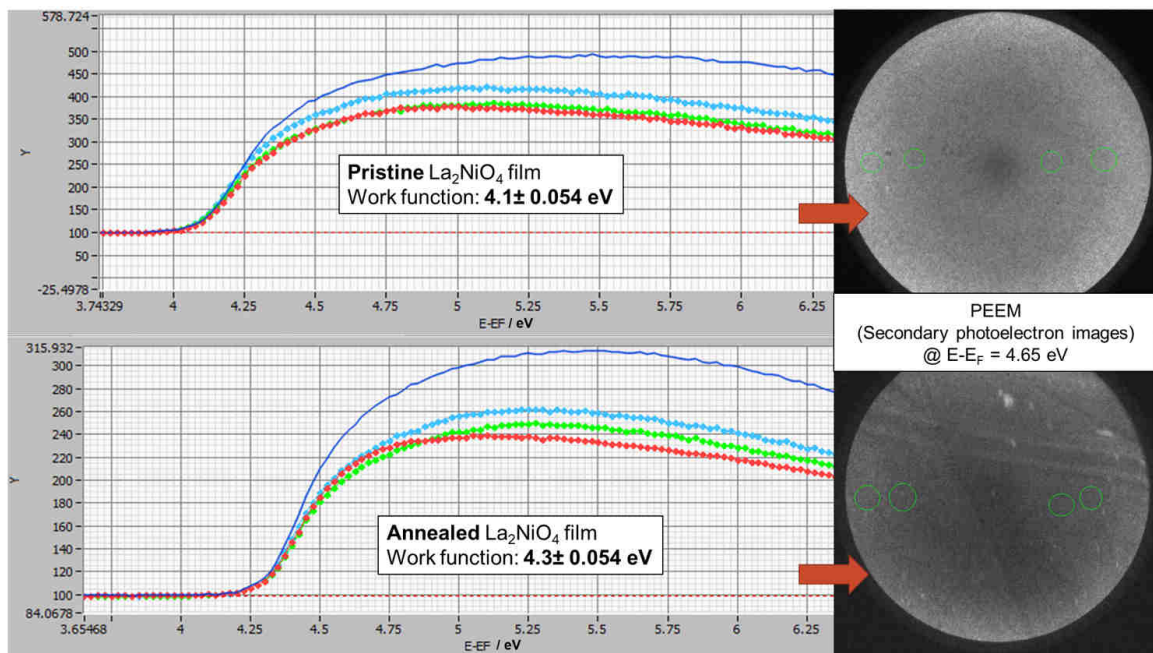 578.724
500
450
400
350
300
250
200
150
100
50
-25.4978
Y
3.74329 4 4.25 4.5 4.75 5 5.25 5.5 5.75 6 6.25
E-EF / eV
Pristine La₂NiO₄ film
Work function: 4.1± 0.054 eV
PEEM
(Secondary photoelectron images)
@ E-E_F = 4.65 eV
315.932
300
260
240
220
200
180
160
140
120
100
84.0678
Y
3.65468 4 4.25 4.5 4.75 5 5.25 5.5 5.75 6 6.25
E-EF / eV
Annealed La₂NiO₄ film
Work function: 4.3± 0.054 eV